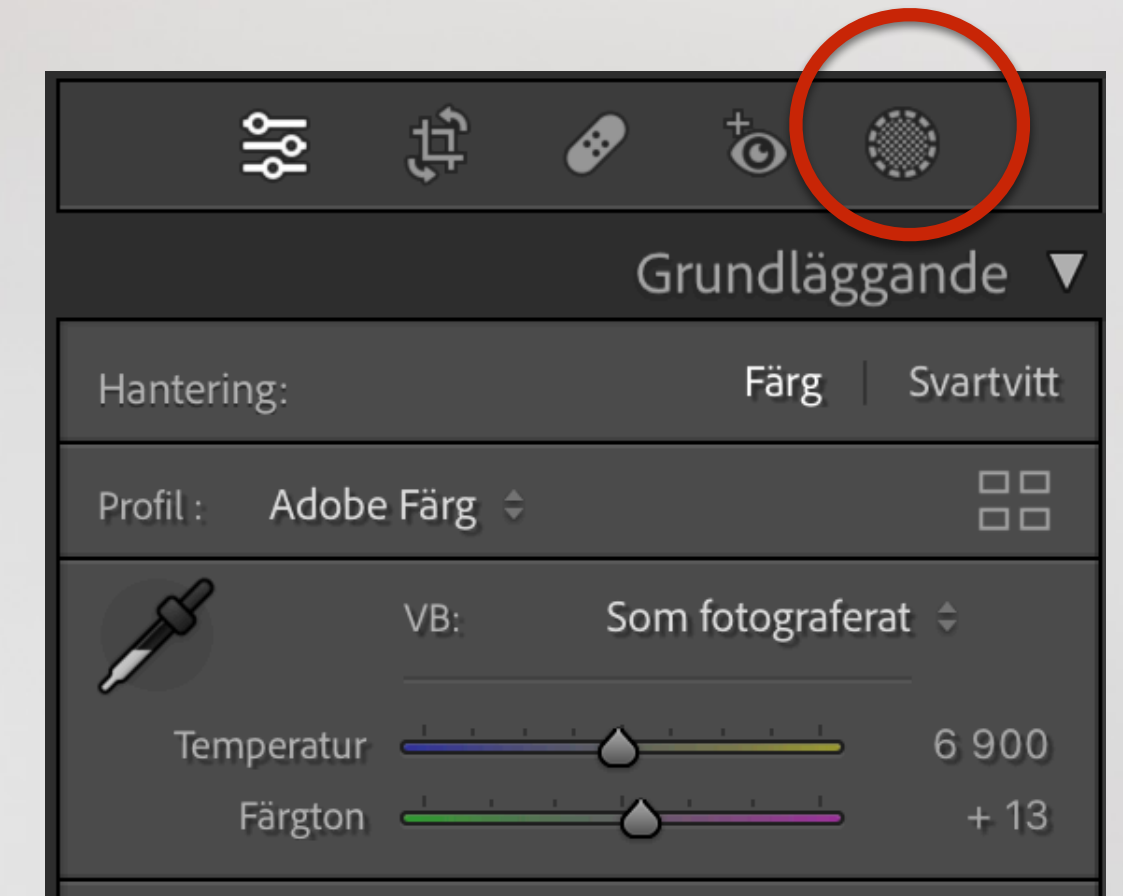 Grundläggande
Hantering: Färg | Svartvitt
Profil : Adobe Färg
VB: Som fotograferat
Temperatur 6 900
Färgton + 13